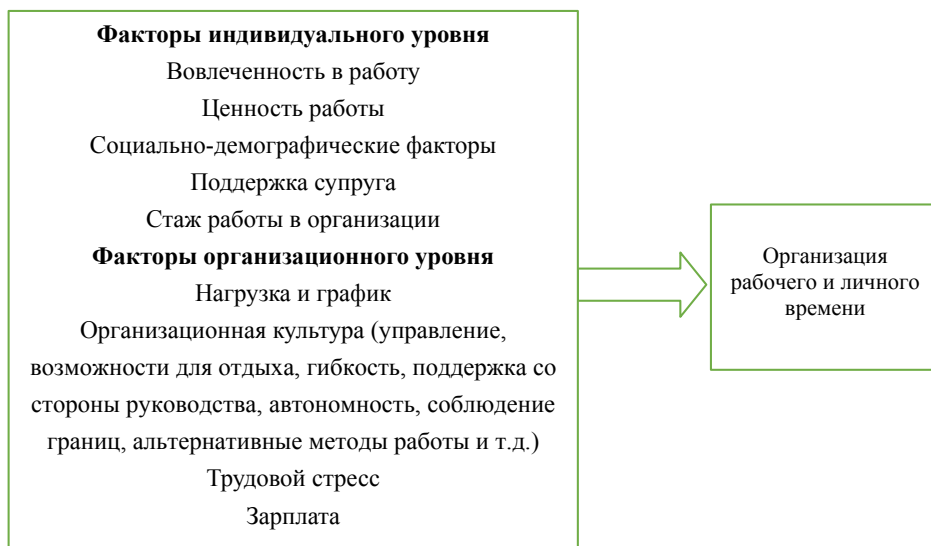 Факторы индивидуального уровня
Вовлеченность в работу
Ценность работы
Социально-демографические факторы
Поддержка супруга
Стаж работы в организации
Факторы организационного уровня
Нагрузка и график
Организационная культура (управление,
возможности для отдыха, гибкость, поддержка со
стороны руководства, автономность, соблюдение
границ, альтернативные методы работы и т.д.)
Трудовой стресс
Зарплата
Организация
рабочего и личного
времени